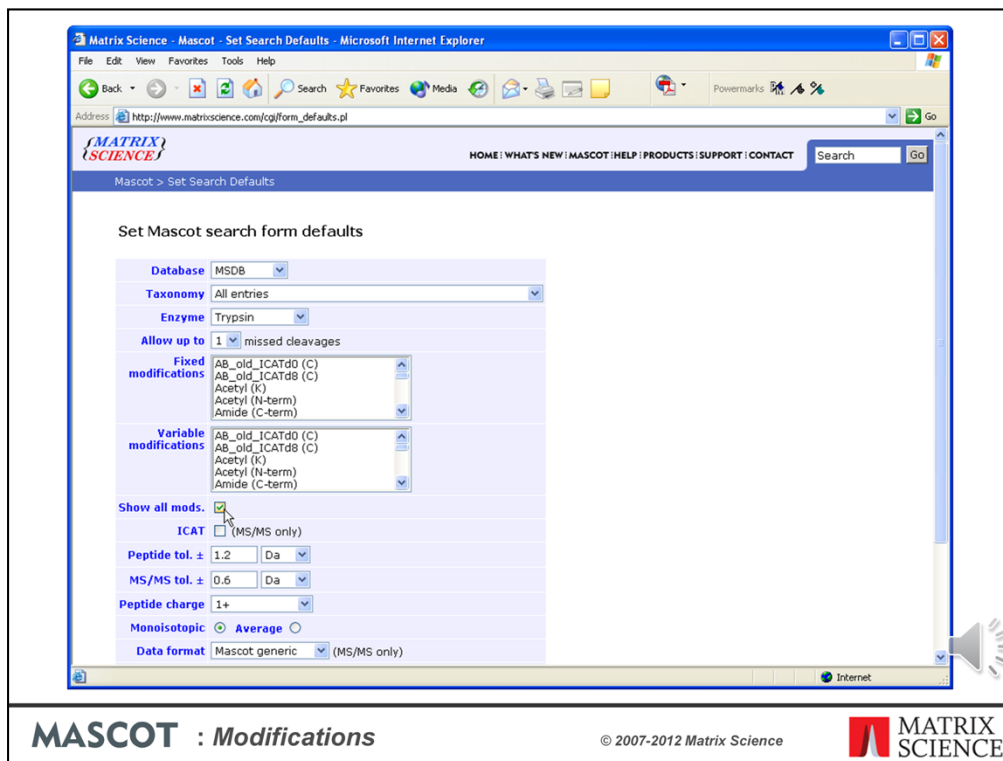 Matrix Science - Mascot - Set Search Defaults - Microsoft Internet Explorer
File Edit View Favorites Tools Help
Back Search Favorites Media Powermarks
Address http://www.matrixscience.com/cgi/form_defaults.pl Go
MATRIX
SCIENCE
HOME WHAT'S NEW MASCOT HELP PRODUCTS SUPPORT CONTACT Search Go
Mascot > Set Search Defaults
Set Mascot search form defaults
Database MSDB
Taxonomy All entries
Enzyme Trypsin
Allow up to 1 missed cleavages
Fixed modifications
AB_old_ICATd0 (C)
AB_old_ICATd8 (C)
Acetyl (K)
Acetyl (N-term)
Amide (C-term)
Variable modifications
AB_old_ICATd0 (C)
AB_old_ICATd8 (C)
Acetyl (K)
Acetyl (N-term)
Amide (C-term)
Show all mods.
ICAT (MS/MS only)
Peptide tol. ± 1.2 Da
MS/MS tol. ± 0.6 Da
Peptide charge 1+
Monoisotopic Average
Data format Mascot generic (MS/MS only)
Internet
MASCOT : Modifications
© 2007-2012 Matrix Science
MATRIX
SCIENCE